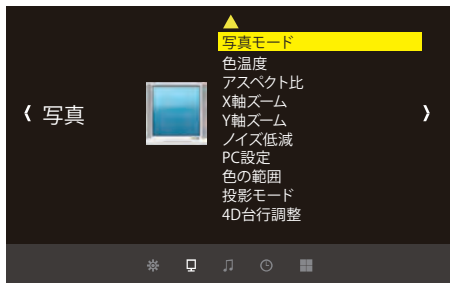 写真
写真モード
色温度
アスペクト比
X軸ズーム
Y軸ズーム
ノイズ低減
PC設定
色の範囲
投影モード
4D台行調整